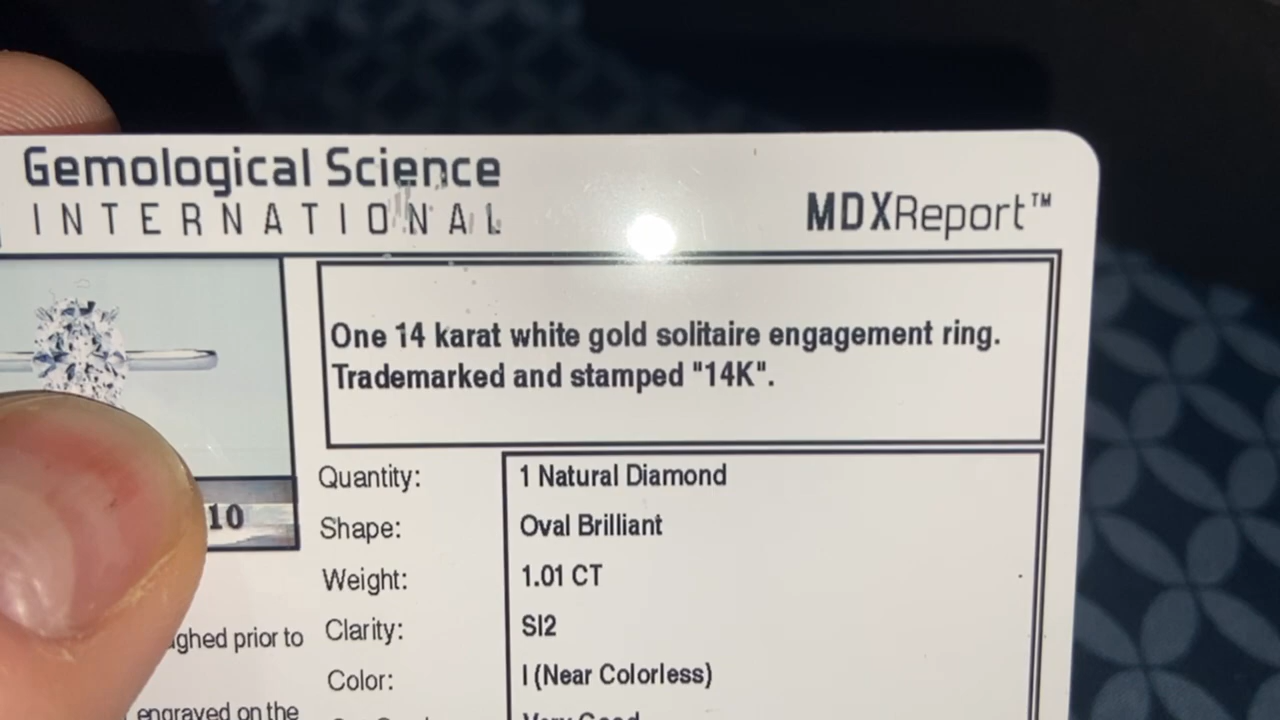 Gemological Science
INTERNATIONAL
MDXReport™
One 14 karat white gold solitaire engagement ring.
Trademarked and stamped "14K".
10
Quantity: 1 Natural Diamond
Shape: Oval Brilliant
Weight: 1.01 CT
prior to
Clarity: SI2
Color: I (Near Colorless)
engraved on the
Very Good